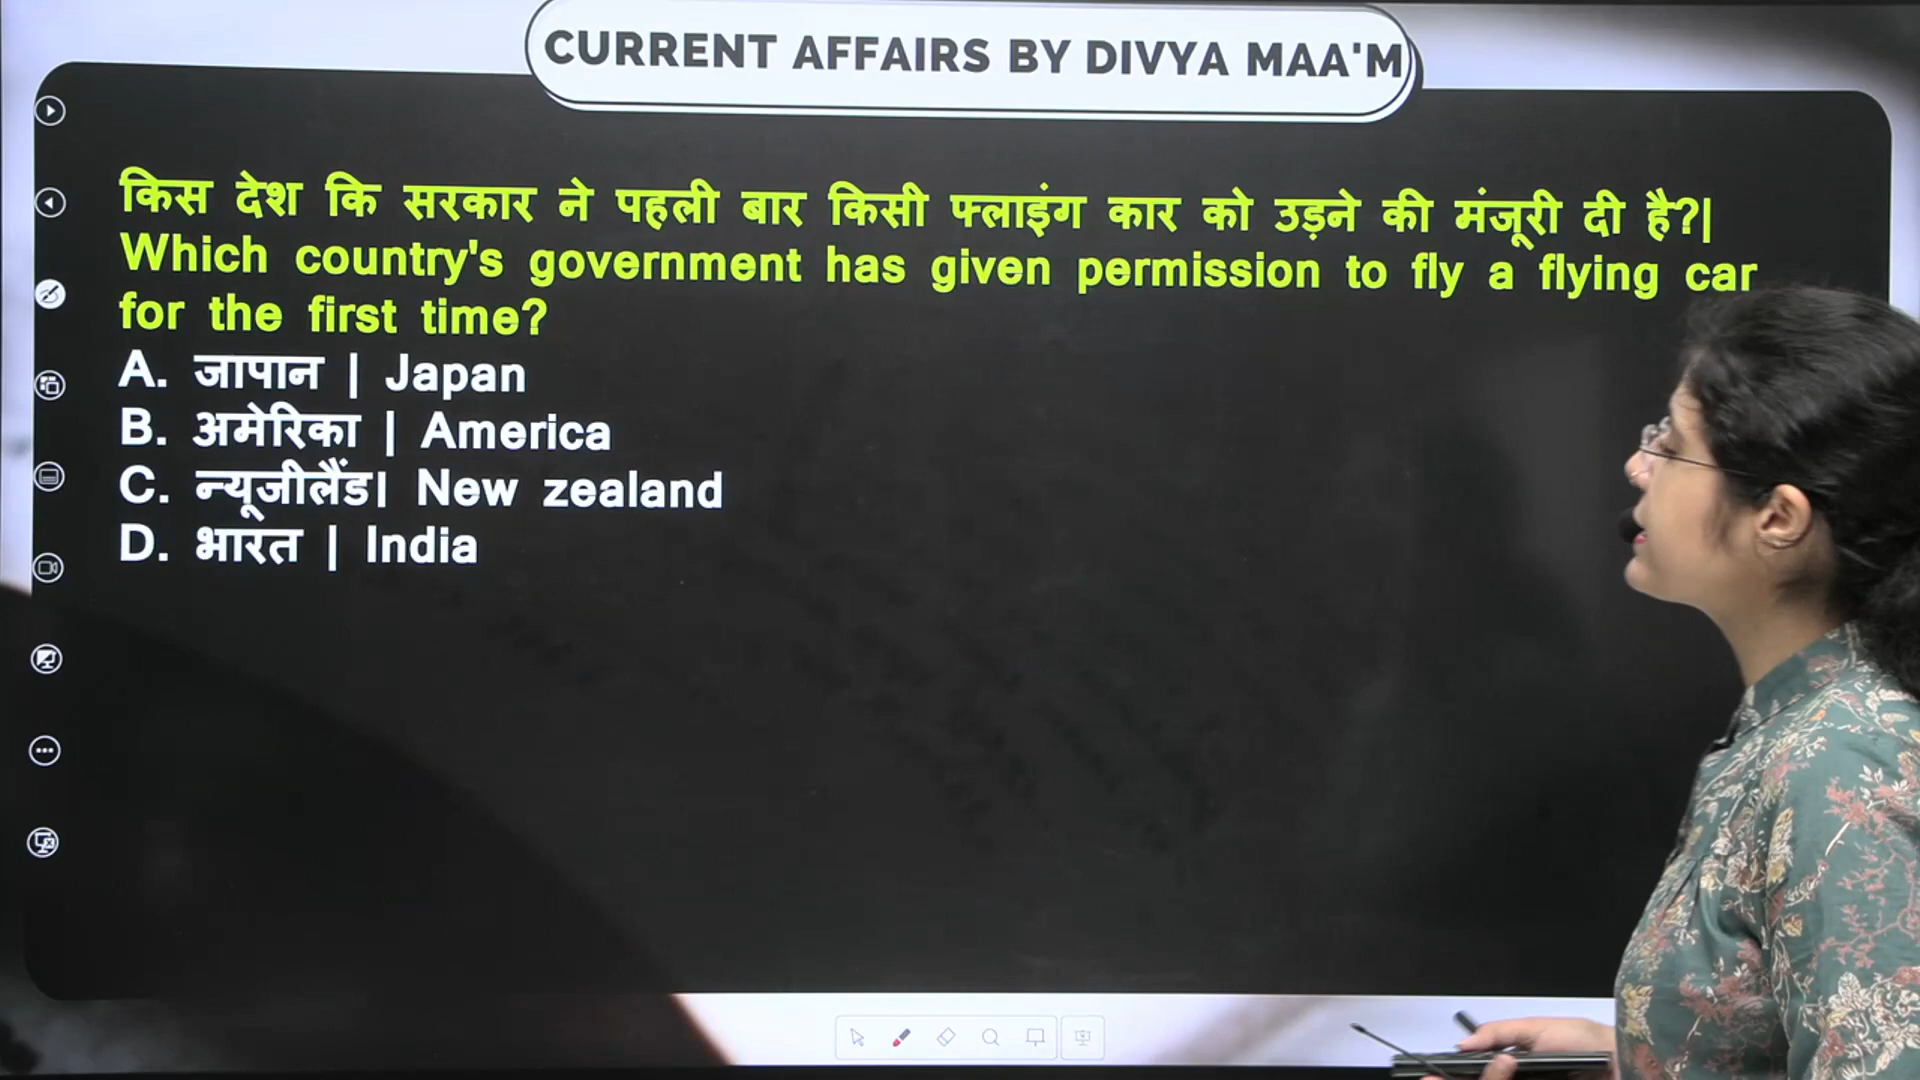 CURRENT AFFAIRS BY DIVYA MAA'M
किस देश कि सरकार ने पहली बार किसी फ्लाइंग कार को उड़ने की मंजूरी दी है?|
Which country's government has given permission to fly a flying car
for the first time?
A. जापान | Japan
B. अमेरिका | America
C. न्यूजीलैंड| New zealand
D. भारत | India